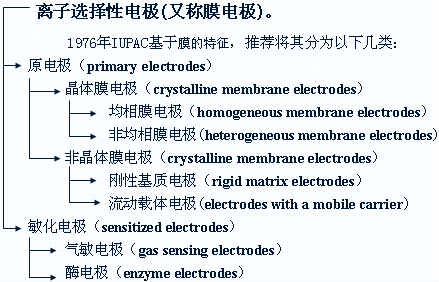 离子选择性电极(又称膜电极)。
1976年IUPAC基于膜的特征，推荐将其分为以下几类：
原电极（primary electrodes）
晶体膜电极（crystalline membrane electrodes）
均相膜电极（homogeneous membrane electrodes）
非均相膜电极(heterogeneous membrane electrodes)
非晶体膜电极（crystalline membrane electrodes）
刚性基质电极（rigid matrix electrodes）
流动载体电极(electrodes with a mobile carrier)
敏化电极（sensitized electrodes）
气敏电极（gas sensing electrodes）
酶电极（enzyme electrodes）